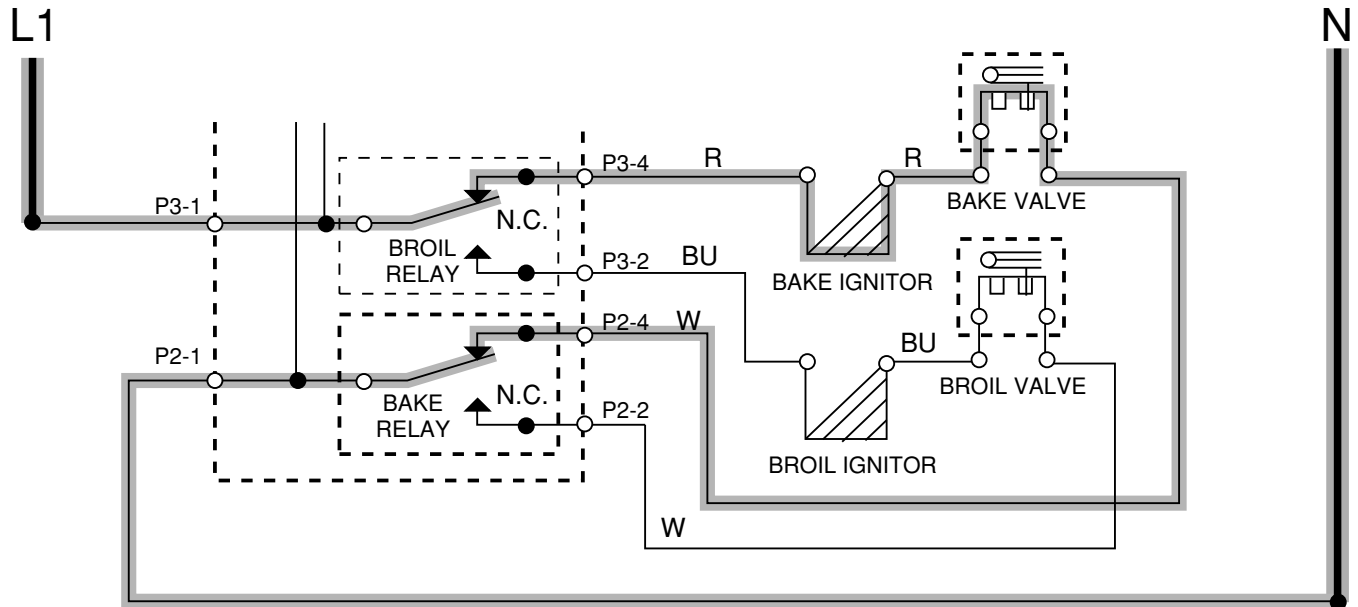 L1
N
P3-4
R
R
BAKE VALVE
P3-1
N.C.
BROIL
RELAY
P3-2
BU
BAKE IGNITOR
P2-4
W
P2-1
BU
BROIL VALVE
N.C.
BAKE
RELAY
P2-2
BROIL IGNITOR
W